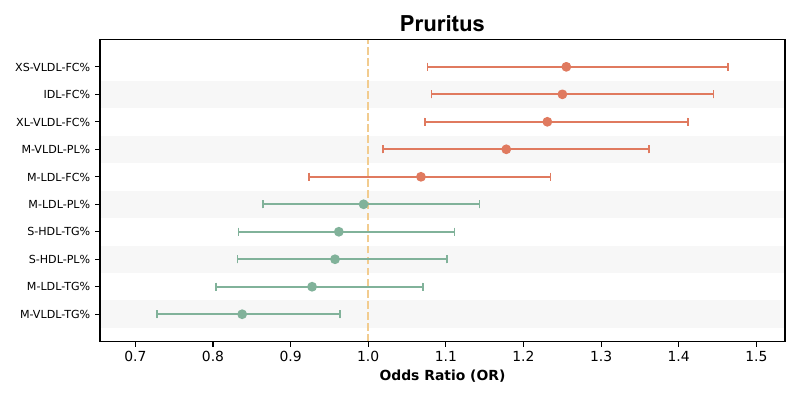 Pruritus
XS-VLDL-FC%
IDL-FC%
XL-VLDL-FC%
M-VLDL-PL%
M-LDL-FC%
M-LDL-PL%
S-HDL-TG%
S-HDL-PL%
M-LDL-TG%
M-VLDL-TG%
0.7 0.8 0.9 1.0 1.1 1.2 1.3 1.4 1.5
Odds Ratio (OR)